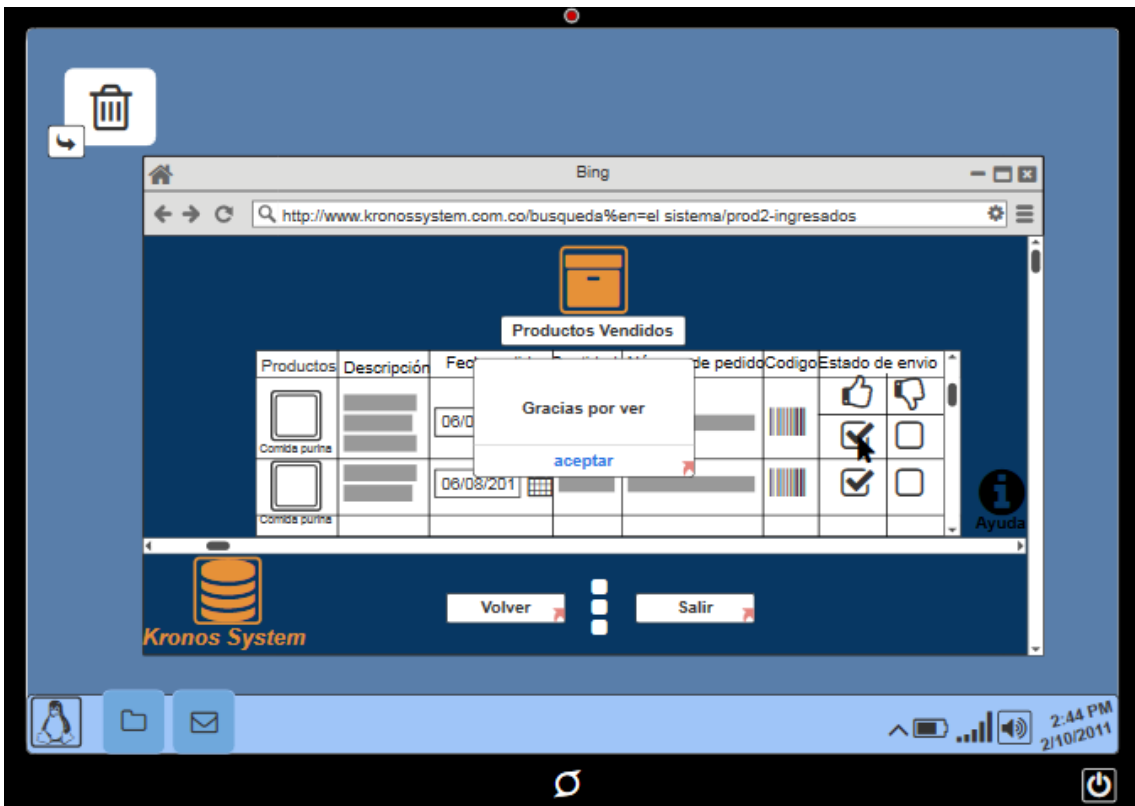 Bing
http://www.kronossystem.com.co/busqueda%en=el sistema/prod2-ingresados
Productos Vendidos
Productos Descripción de pedido Codigo Estado de envio
Comida purina
Gracias por ver
aceptar
06/08/201
Comida purina
Ayuda
Volver
Salir
Kronos System
2:44 PM
2/10/2011